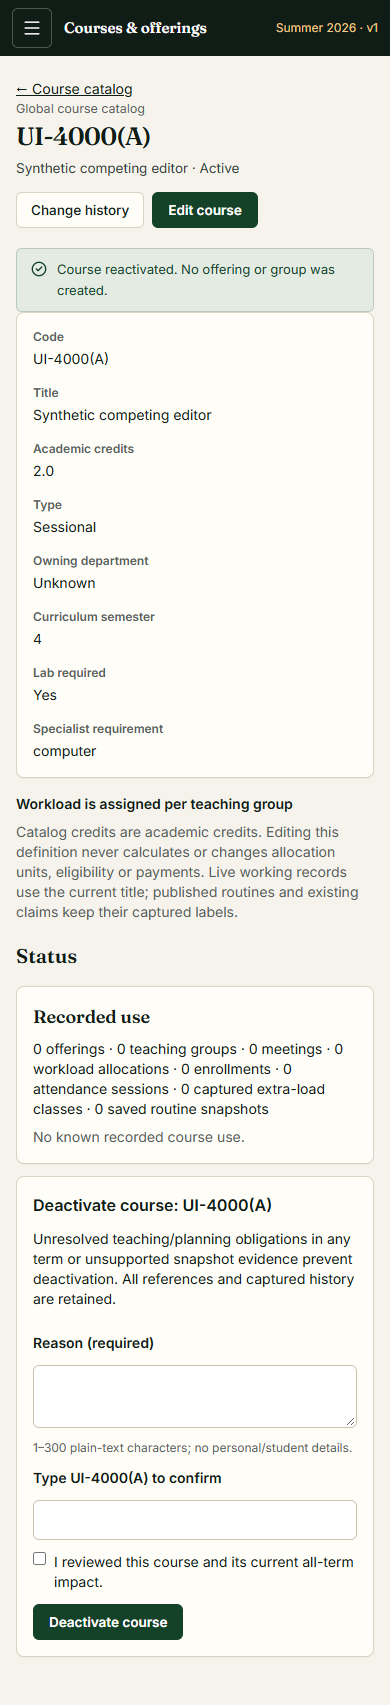 Courses & offerings
Summer 2026 · v1
← Course catalog
Global course catalog
UI-4000(A)
Synthetic competing editor · Active
Change history
Edit course
Course reactivated. No offering or group was
created.
Code
UI-4000(A)
Title
Synthetic competing editor
Academic credits
2.0
Type
Sessional
Owning department
Unknown
Curriculum semester
4
Lab required
Yes
Specialist requirement
computer
Workload is assigned per teaching group
Catalog credits are academic credits. Editing this
definition never calculates or changes allocation
units, eligibility or payments. Live working records
use the current title; published routines and existing
claims keep their captured labels.
Status
Recorded use
0 offerings · 0 teaching groups · 0 meetings · 0
workload allocations · 0 enrollments · 0
attendance sessions · 0 captured extra-load
classes · 0 saved routine snapshots
No known recorded course use.
Deactivate course: UI-4000(A)
Unresolved teaching/planning obligations in any
term or unsupported snapshot evidence prevent
deactivation. All references and captured history
are retained.
Reason (required)
1–300 plain-text characters; no personal/student details.
Type UI-4000(A) to confirm
I reviewed this course and its current all-term
impact.
Deactivate course